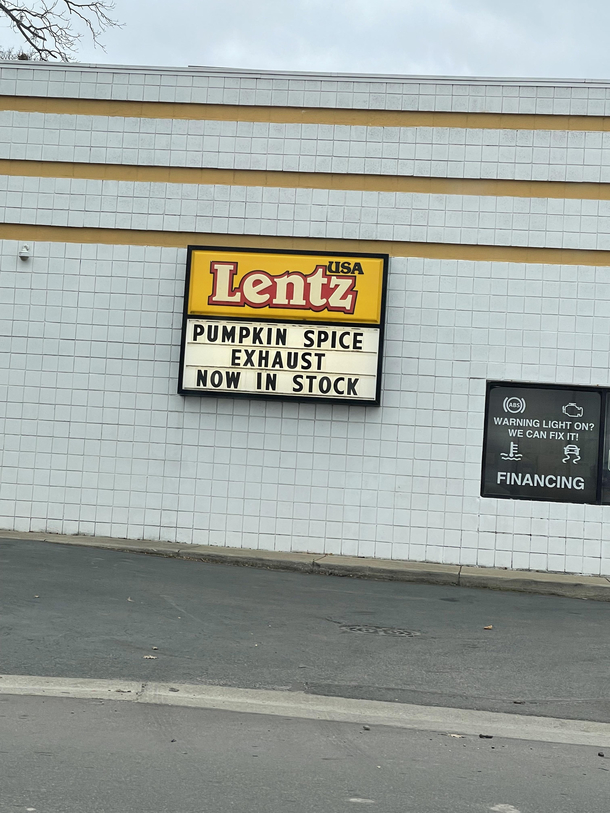 Lentz USA
PUMPKIN SPICE
EXHAUST
NOW IN STOCK
ABS
WARNING LIGHT ON?
WE CAN FIX IT!
FINANCING